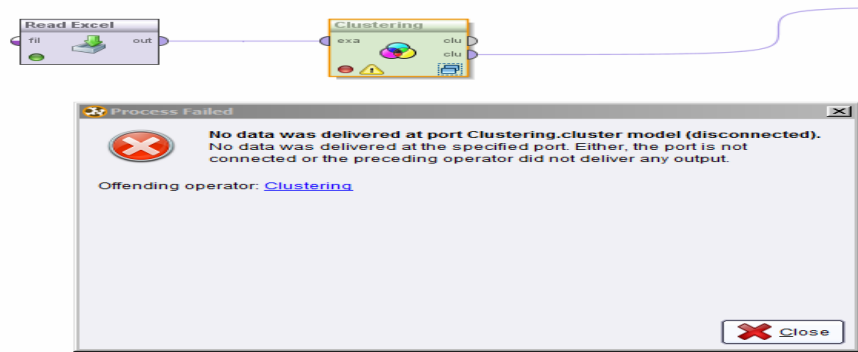 Read Excel
Clustering
fil out
exa clu
clu
Process Failed
No data was delivered at port Clustering.cluster model (disconnected).
No data was delivered at the specified port. Either, the port is not
connected or the preceding operator did not deliver any output.
Offending operator: Clustering
Close